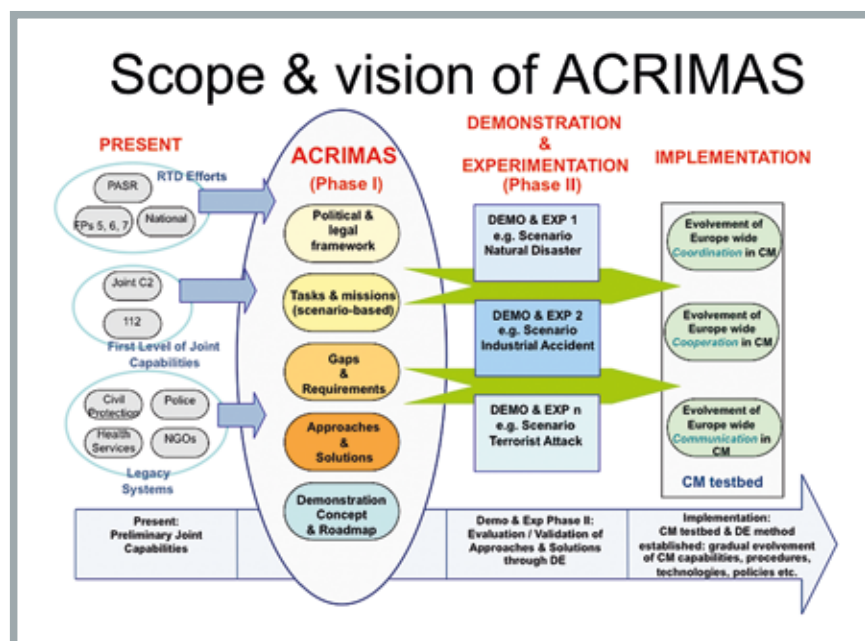 Scope & vision of ACRIMAS
PRESENT
RTD Efforts
PASR
FPs 5, 6, 7
National
Joint C2
112
First Level of Joint
Capabilities
Civil
Protection
Police
Health
Services
NGOs
Legacy
Systems
ACRIMAS
(Phase I)
Political &
legal
framework
Tasks & missions
(scenario-based)
Gaps
&
Requirements
Approaches
&
Solutions
Demonstration
Concept
& Roadmap
DEMONSTRATION
&
EXPERIMENTATION
(Phase II)
DEMO & EXP 1
e.g. Scenario
Natural Disaster
DEMO & EXP 2
e.g. Scenario
Industrial Accident
DEMO & EXP n
e.g. Scenario
Terrorist Attack
IMPLEMENTATION
Evolvement of
Europe wide
Coordination in CM
Evolvement of
Europe wide
Cooperation in CM
Evolvement of
Europe wide
Communication in
CM
CM testbed
Present:
Preliminary Joint
Capabilities
Demo & Exp Phase II:
Evaluation / Validation of
Approaches & Solutions
through DE
Implementation:
CM testbed & DE method
established: gradual evolvement
of CM capabilities, procedures,
technologies, policies etc.